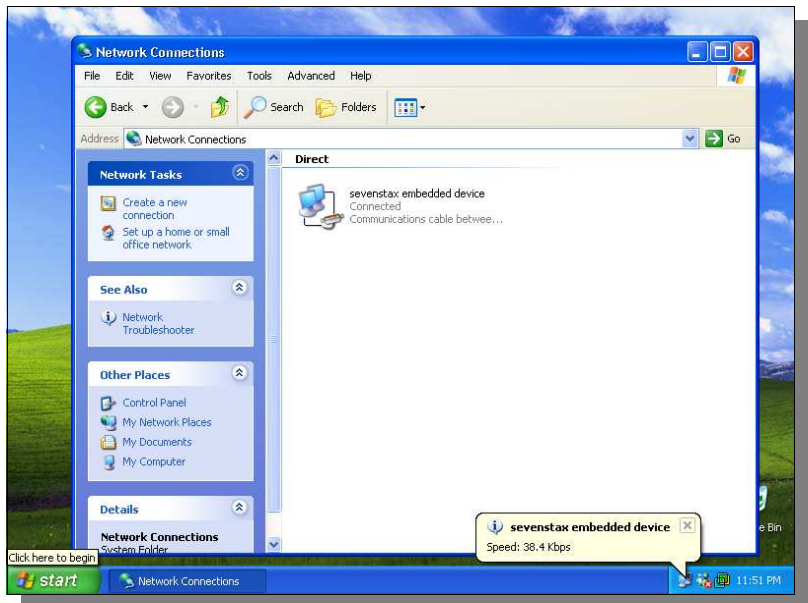 Network Connections
File Edit View Favorites Tools Advanced Help
Back Search Folders
Address Network Connections Go
Network Tasks
Create a new
connection
Set up a home or small
office network
See Also
Network
Troubleshooter
Other Places
Control Panel
My Network Places
My Documents
My Computer
Details
Network Connections
System Folder
Direct
sevenstax embedded device
Connected
Communications cable betwee...
e Bin
sevenstax embedded device
Speed: 38.4 Kbps
Click here to begin
start Network Connections 11:51 PM